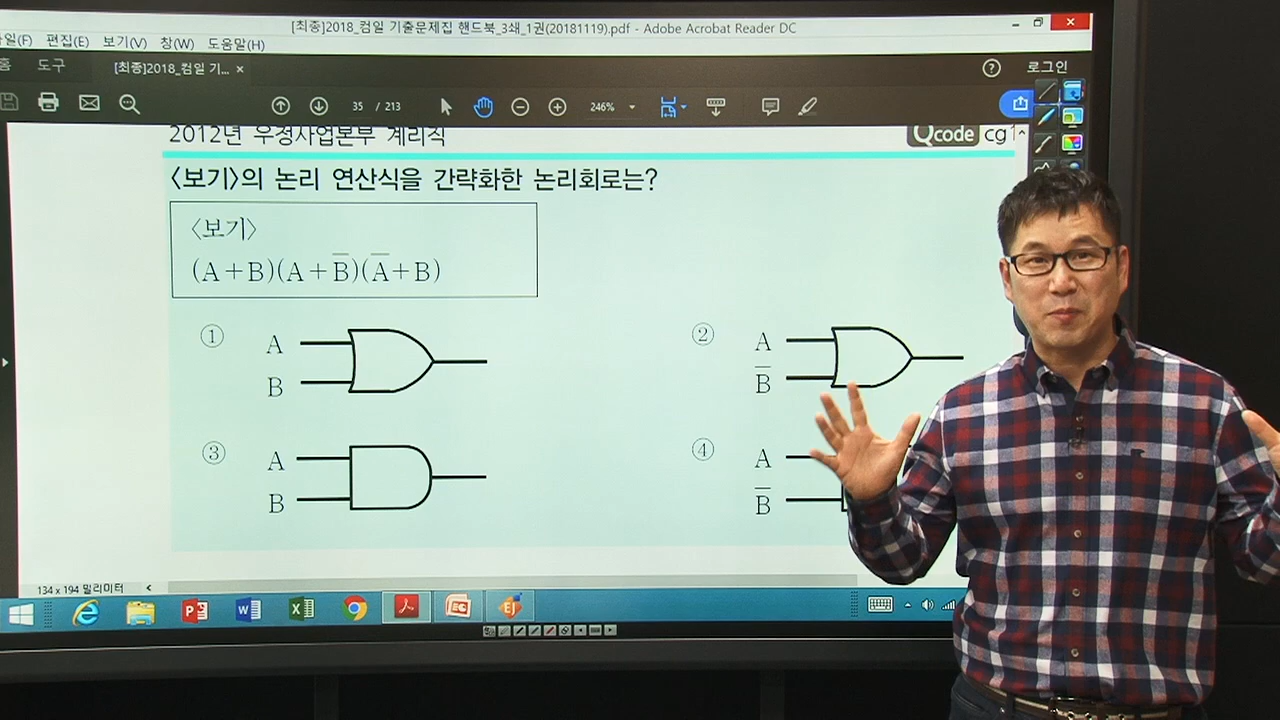 [최종]2018_컴일 기출문제집 핸드북_3쇄_1권(20181119).pdf - Adobe Acrobat Reader DC
일(F) 편집(E) 보기(V) 창(W) 도움말(H)
홈 도구 [최종]2018_컴일 기... × ? 로그인
35 / 213 246%
2012년 우정사업본부 계리직 Qcode cg1
〈보기〉의 논리 연산식을 간략화한 논리회로는?
〈보기〉
(A+B)(A+B̅)(A̅+B)
① A B
② A B̅
③ A B
④ A B̅
134 x 194 밀리미터